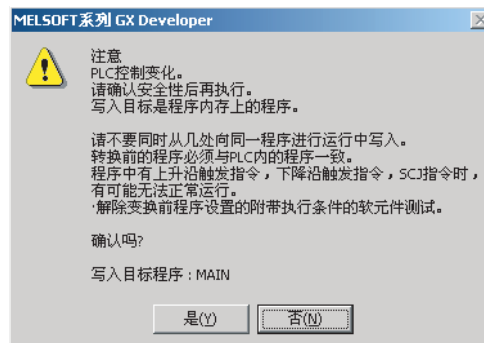 MELSOFT系列 GX Developer
注意
PLC控制变化。
请确认安全性后再执行。
写入目标是程序内存上的程序。
请不要同时从几处向同一程序进行运行中写入。
转换前的程序必须与PLC内的程序一致。
程序中有上升沿触发指令，下降沿触发指令，SCJ指令时，
有可能无法正常运行。
·解除变换前程序设置的附带执行条件的软元件测试。
确认吗?
写入目标程序：MAIN
是(Y) 否(N)